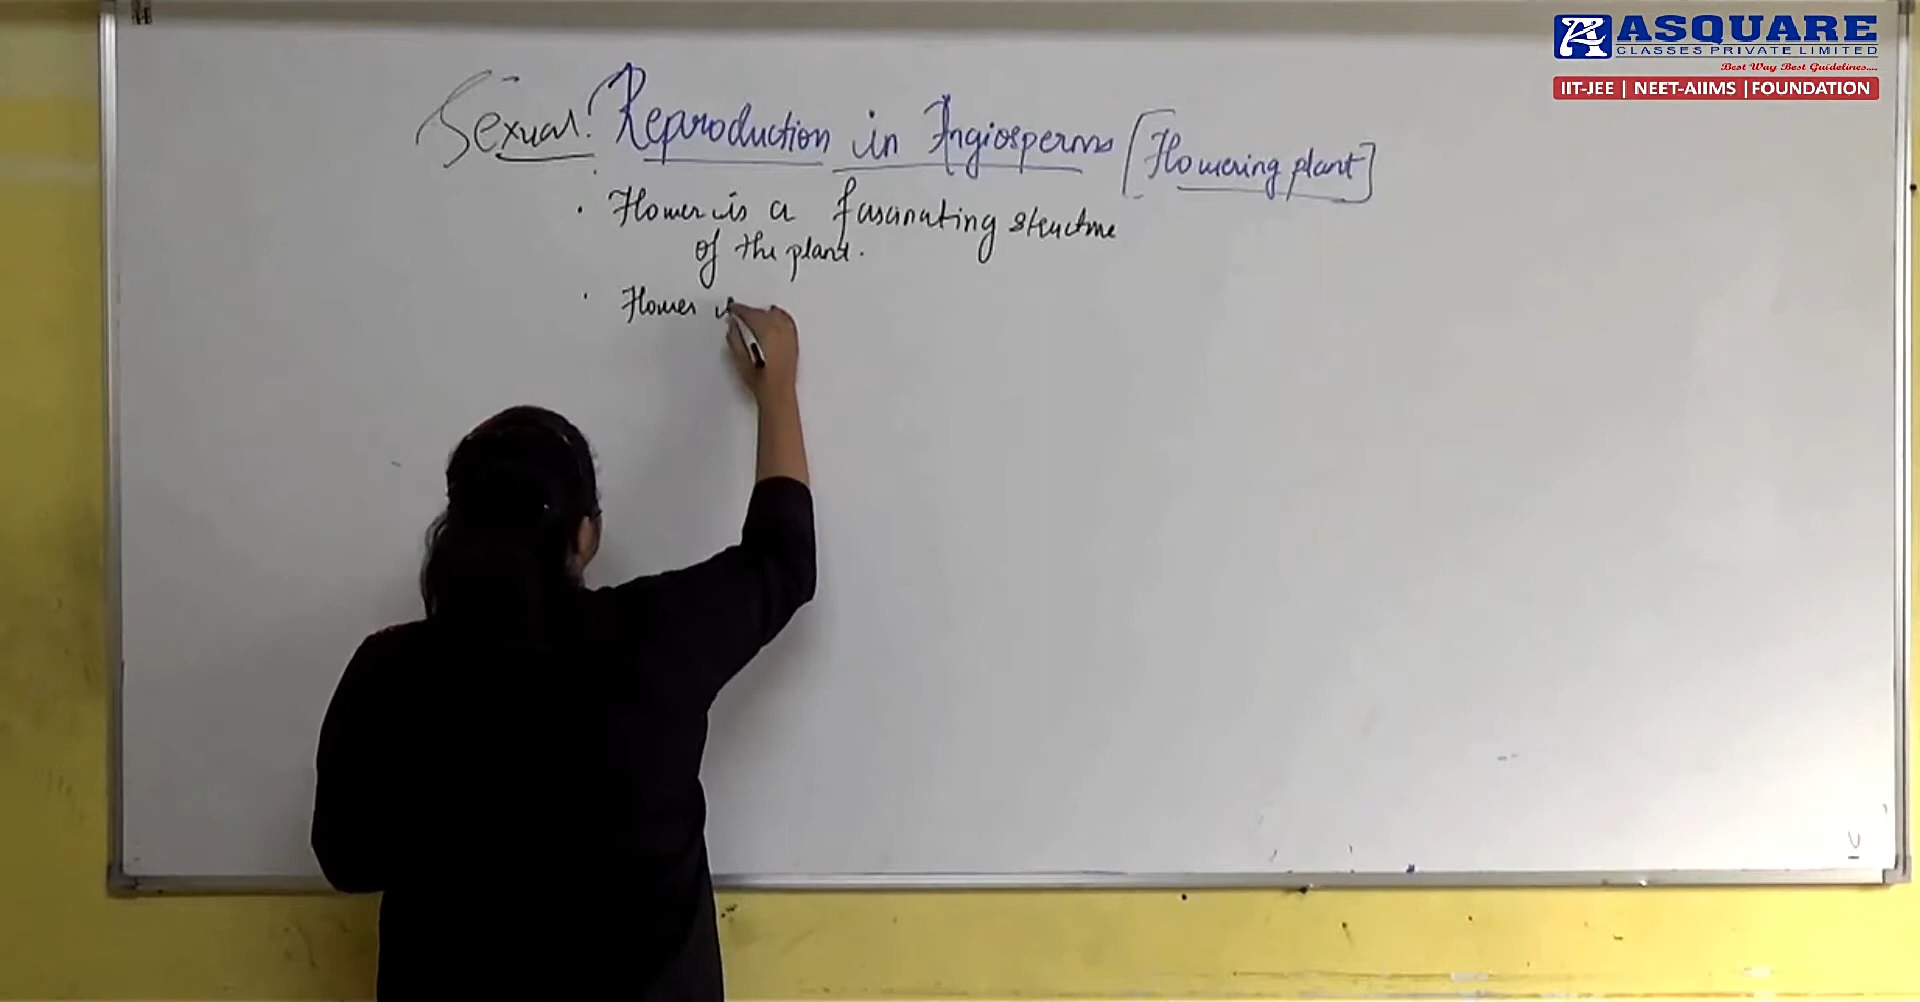 ASQUARE
CLASSES PRIVATE LIMITED
Best Way Best Guidelines....
IIT-JEE | NEET-AIIMS | FOUNDATION
Sexual Reproduction in Angiosperms [Flowering plant]
· Flower is a fascinating structure
of the plant.
· Flower is